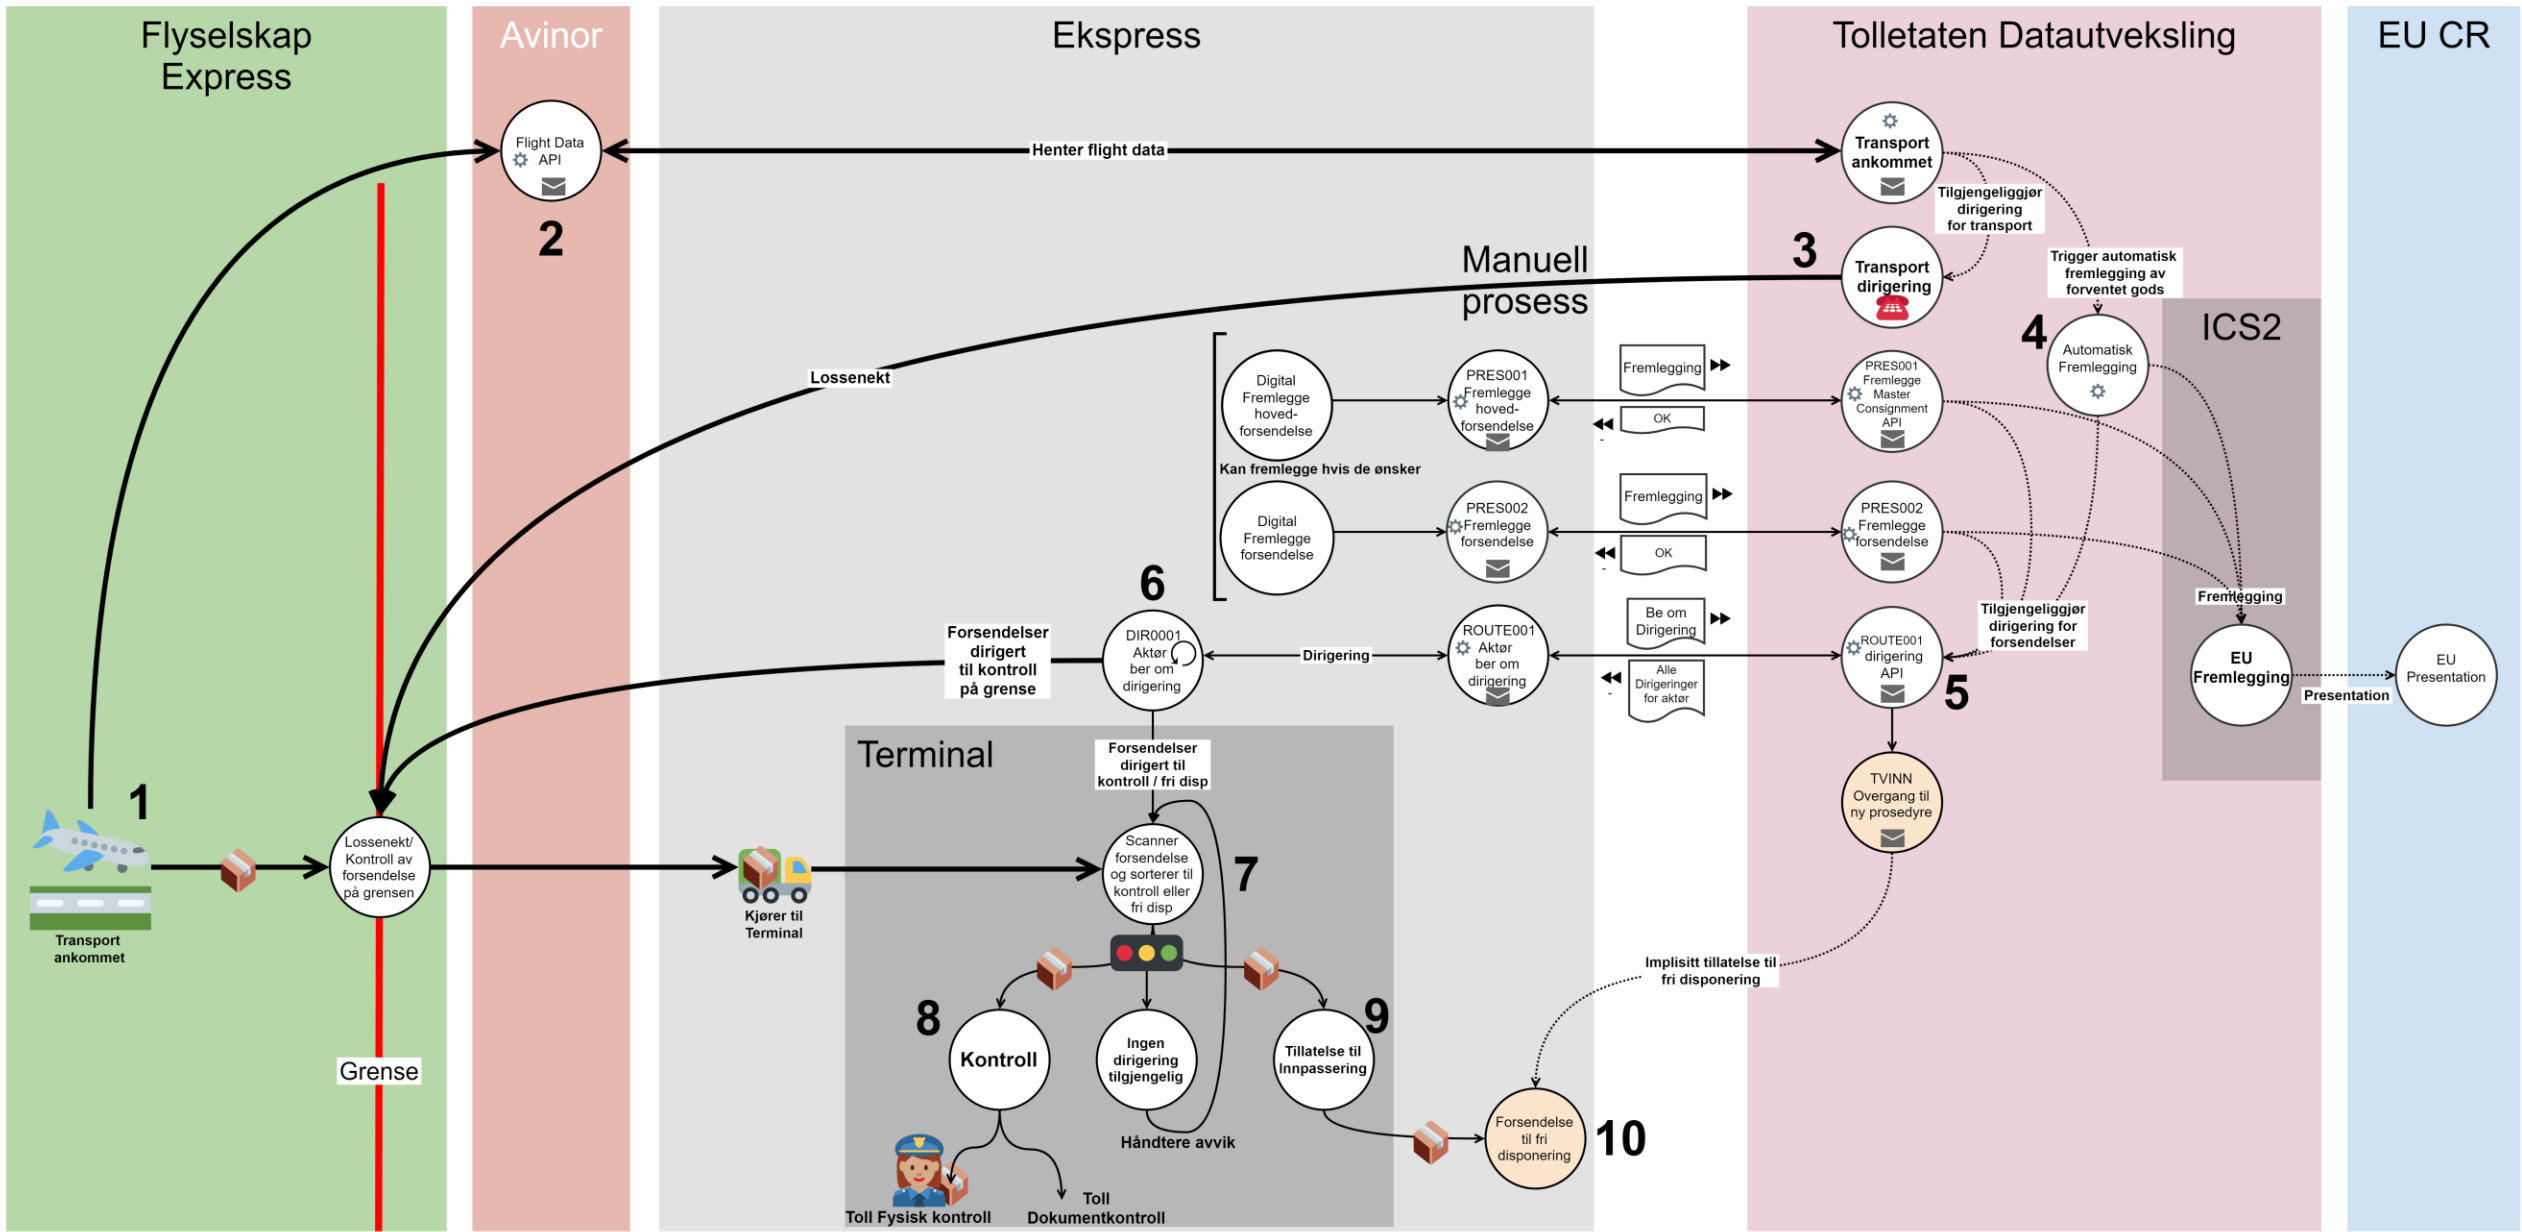 Flyselskap
Express
Avinor
Ekspress
Tolletaten Datautveksling
EU CR
Flight Data
API
2
Henter flight data
Transport
ankommet
Tilgjengeliggjør
dirigering
for transport
Manuell
prosess
3
Transport
dirigering
Trigger automatisk
fremlegging av
forventet gods
ICS2
4
Automatisk
Fremlegging
Lossenekt
Digital
Fremlegge
hoved-
forsendelse
PRES001
Fremlegge
hoved-
forsendelse
Fremlegging
OK
-
PRES001
Fremlegge
Master
Consignment
API
Kan fremlegge hvis de ønsker
Digital
Fremlegge
forsendelse
PRES002
Fremlegge
forsendelse
Fremlegging
OK
-
PRES002
Fremlegge
forsendelse
Fremlegging
Tilgjengeliggjør
dirigering for
forsendelser
6
Forsendelser
dirigert
til kontroll
på grense
DIR0001
Aktør
ber om
dirigering
Dirigering
ROUTE001
Aktør
ber om
dirigering
Be om
Dirigering
Alle
Dirigeringer
for aktør
-
ROUTE001
dirigering
API
5
EU
Fremlegging
Presentation
EU
Presentation
Terminal
Forsendelser
dirigert til
kontroll / fri disp
TVINN
Overgang til
ny prosedyre
1
Transport
ankommet
Lossenekt/
Kontroll av
forsendelse
på grensen
Kjører til
Terminal
Scanner
forsendelse
og sorterer til
kontroll eller
fri disp
7
Implisitt tillatelse til
fri disponering
8
Kontroll
Ingen
dirigering
tilgjengelig
9
Tillatelse til
Innpassering
Grense
Håndtere avvik
Forsendelse
til fri
disponering
10
Toll Fysisk kontroll
Toll
Dokumentkontroll